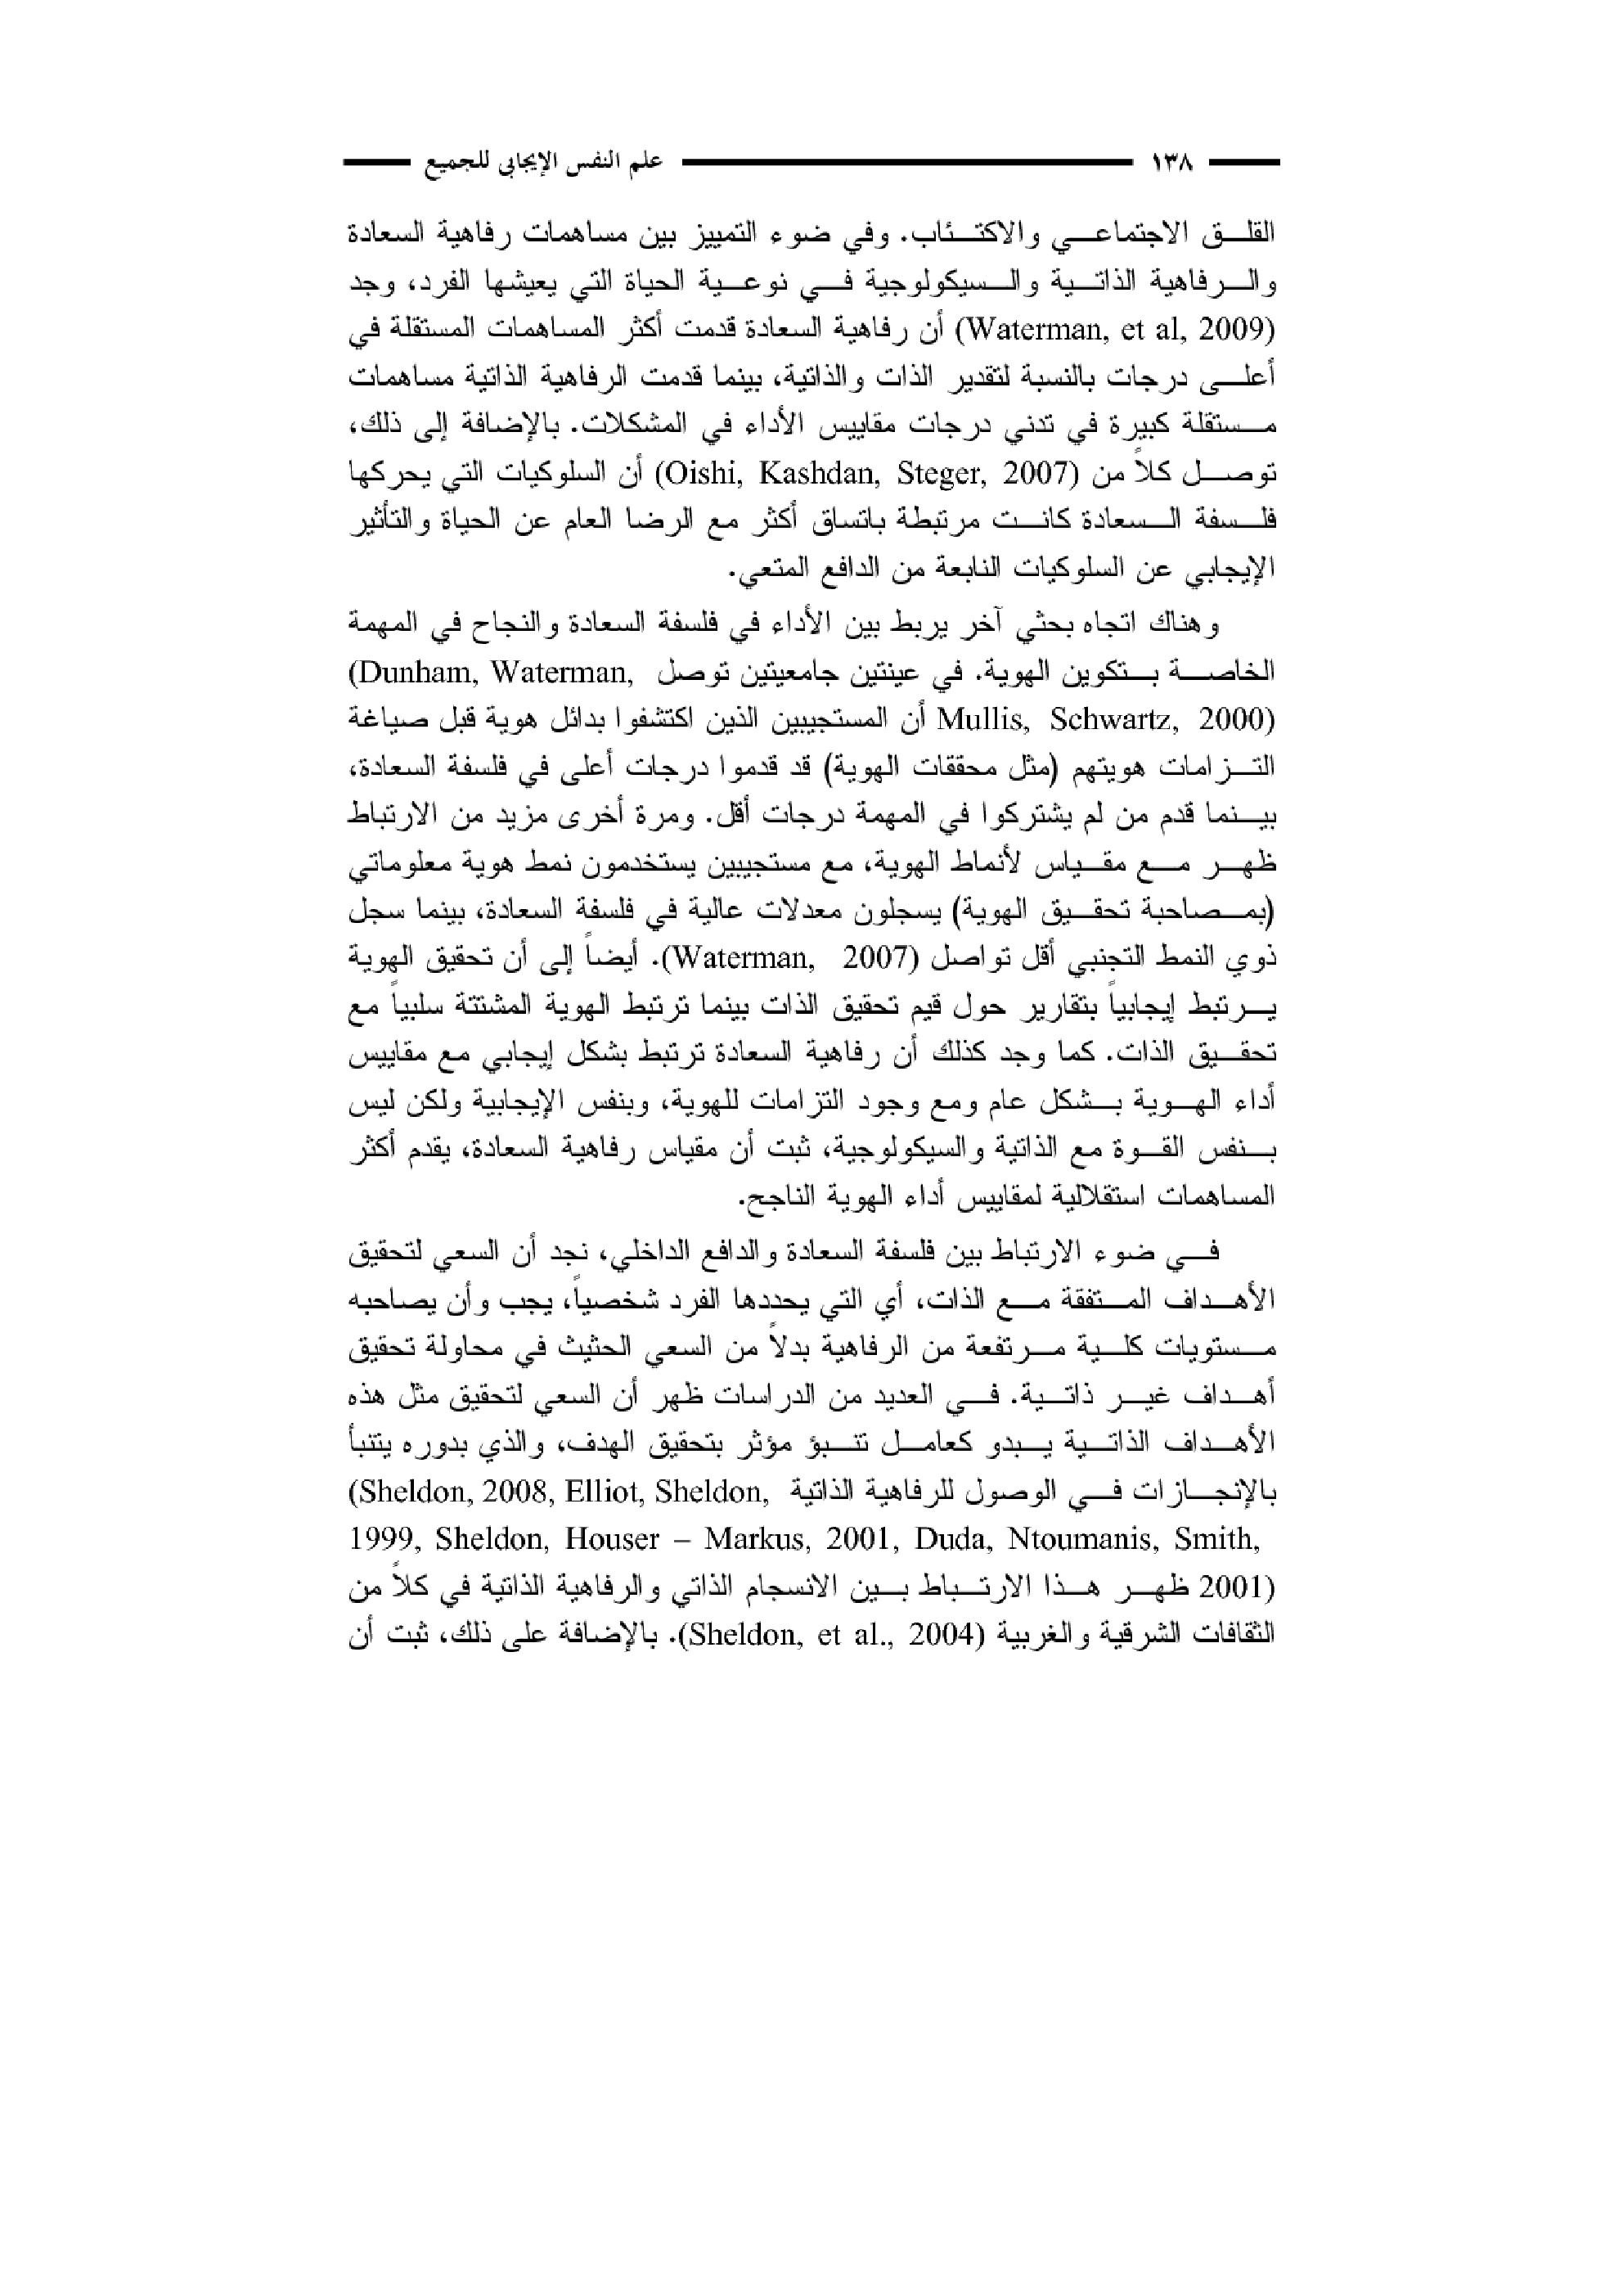 ١٣٨ علم النفس الإيجابي للجميع
القلق الاجتماعي والاكتئاب. وفي ضوء التمييز بين مساهمات رفاهية السعادة
والرفاهية الذاتية والسيكولوجية في نوعية الحياة التي يعيشها الفرد، وجد
(Waterman, et al, 2009) أن رفاهية السعادة قدمت أكثر المساهمات المستقلة في
أعلى درجات بالنسبة لتقدير الذات والذاتية، بينما قدمت الرفاهية الذاتية مساهمات
مستقلة كبيرة في تدني درجات مقاييس الأداء في المشكلات. بالإضافة إلى ذلك،
توصل كلاً من (Oishi, Kashdan, Steger, 2007) أن السلوكيات التي يحركها
فلسفة السعادة كانت مرتبطة باتساق أكثر مع الرضا العام عن الحياة والتأثير
الإيجابي عن السلوكيات النابعة من الدافع المتعي.
وهناك اتجاه بحثي آخر يربط بين الأداء في فلسفة السعادة والنجاح في المهمة
الخاصة بتكوين الهوية. في عينتين جامعيتين توصل (Dunham, Waterman,
Mullis, Schwartz, 2000) أن المستجيبين الذين اكتشفوا بدائل هوية قبل صياغة
التزامات هويتهم (مثل محققات الهوية) قد قدموا درجات أعلى في فلسفة السعادة،
بينما قدم من لم يشتركوا في المهمة درجات أقل. ومرة أخرى مزيد من الارتباط
ظهر مع مقياس لأنماط الهوية، مع مستجيبين يستخدمون نمط هوية معلوماتي
(بمصاحبة تحقيق الهوية) يسجلون معدلات عالية في فلسفة السعادة، بينما سجل
ذوي النمط التجنبي أقل تواصل (Waterman, 2007). أيضاً إلى أن تحقيق الهوية
يرتبط إيجابياً بتقارير حول قيم تحقيق الذات بينما ترتبط الهوية المشتتة سلبياً مع
تحقيق الذات. كما وجد كذلك أن رفاهية السعادة ترتبط بشكل إيجابي مع مقاييس
أداء الهوية بشكل عام ومع وجود التزامات للهوية، وبنفس الإيجابية ولكن ليس
بنفس القوة مع الذاتية والسيكولوجية، ثبت أن مقياس رفاهية السعادة، يقدم أكثر
المساهمات استقلالية لمقاييس أداء الهوية الناجح.
في ضوء الارتباط بين فلسفة السعادة والدافع الداخلي، نجد أن السعي لتحقيق
الأهداف المتفقة مع الذات، أي التي يحددها الفرد شخصياً، يجب وأن يصاحبه
مستويات كلية مرتفعة من الرفاهية بدلاً من السعي الحثيث في محاولة تحقيق
أهداف غير ذاتية. في العديد من الدراسات ظهر أن السعي لتحقيق مثل هذه
الأهداف الذاتية يبدو كعامل تتبؤ مؤثر بتحقيق الهدف، والذي بدوره يتنبأ
بالإنجازات في الوصول للرفاهية الذاتية (Sheldon, 2008, Elliot, Sheldon,
1999, Sheldon, Houser – Markus, 2001, Duda, Ntoumanis, Smith,
2001) ظهر هذا الارتباط بين الانسجام الذاتي والرفاهية الذاتية في كلاً من
الثقافات الشرقية والغربية (Sheldon, et al., 2004). بالإضافة على ذلك، ثبت أن